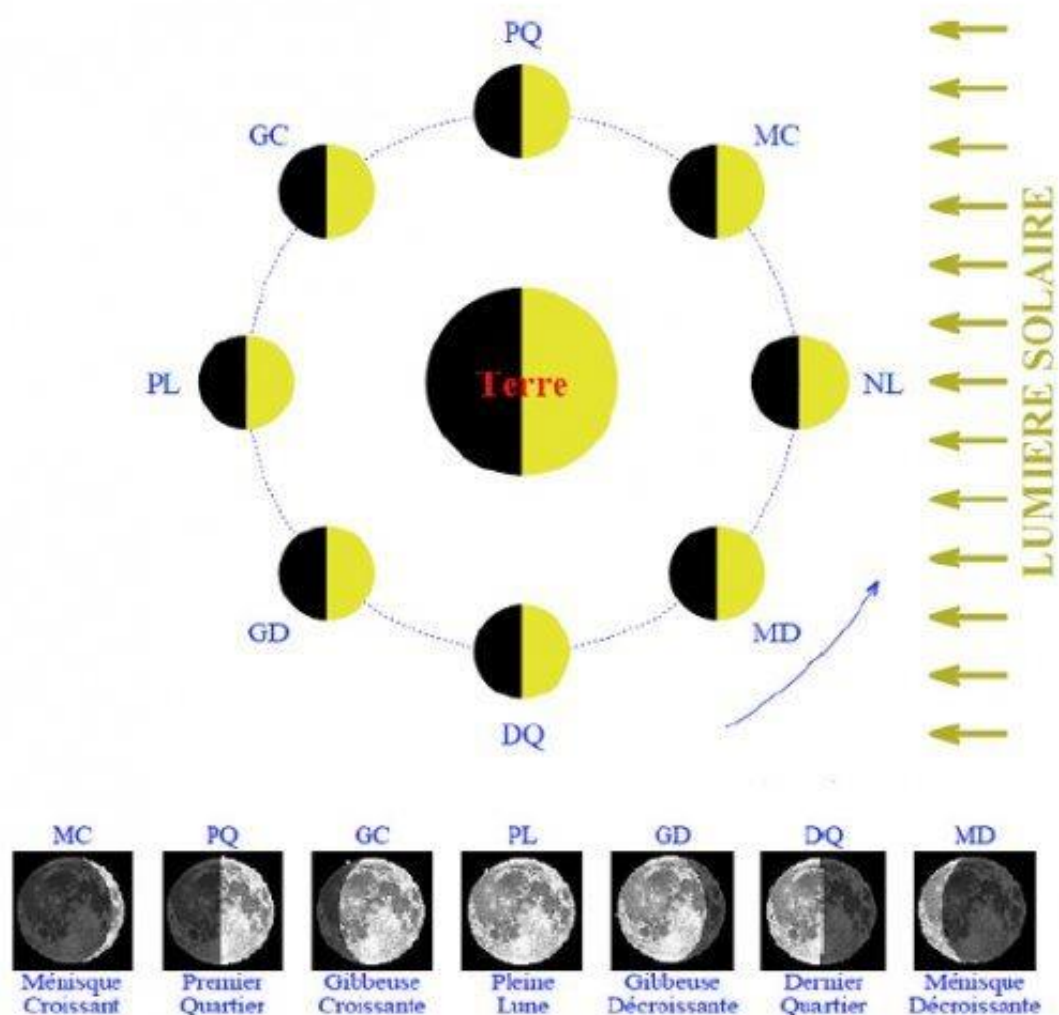 PQ
GC
MC
PL
Terre
NL
LUMIERE SOLAIRE
GD
MD
DQ
MC
PQ
GC
PL
GD
DQ
MD
Ménisque
Croissant
Premier
Quartier
Gibbeuse
Croissante
Pleine
Lune
Gibbeuse
Décroissante
Dernier
Quartier
Ménisque
Décroissante